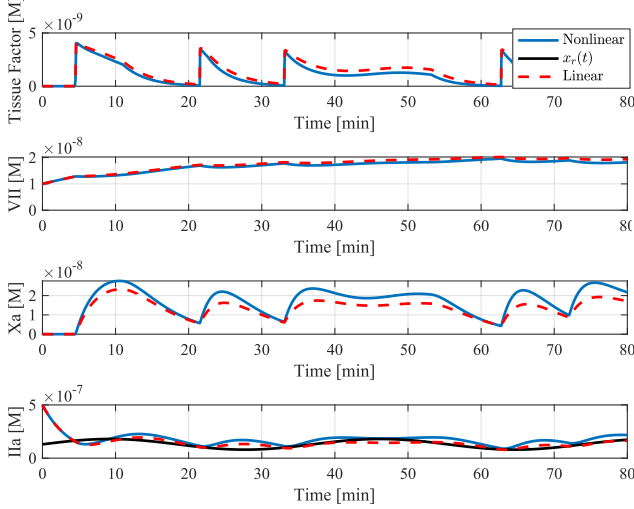 ×10⁻⁹
Tissue Factor [M]
5
0
0 10 20 30 40 50 60 70 80
Time [min]
Nonlinear
x_r(t)
Linear
×10⁻⁸
VII [M]
2
1
0
0 10 20 30 40 50 60 70 80
Time [min]
×10⁻⁸
Xa [M]
2
1
0
0 10 20 30 40 50 60 70 80
Time [min]
×10⁻⁷
IIa [M]
5
0
0 10 20 30 40 50 60 70 80
Time [min]